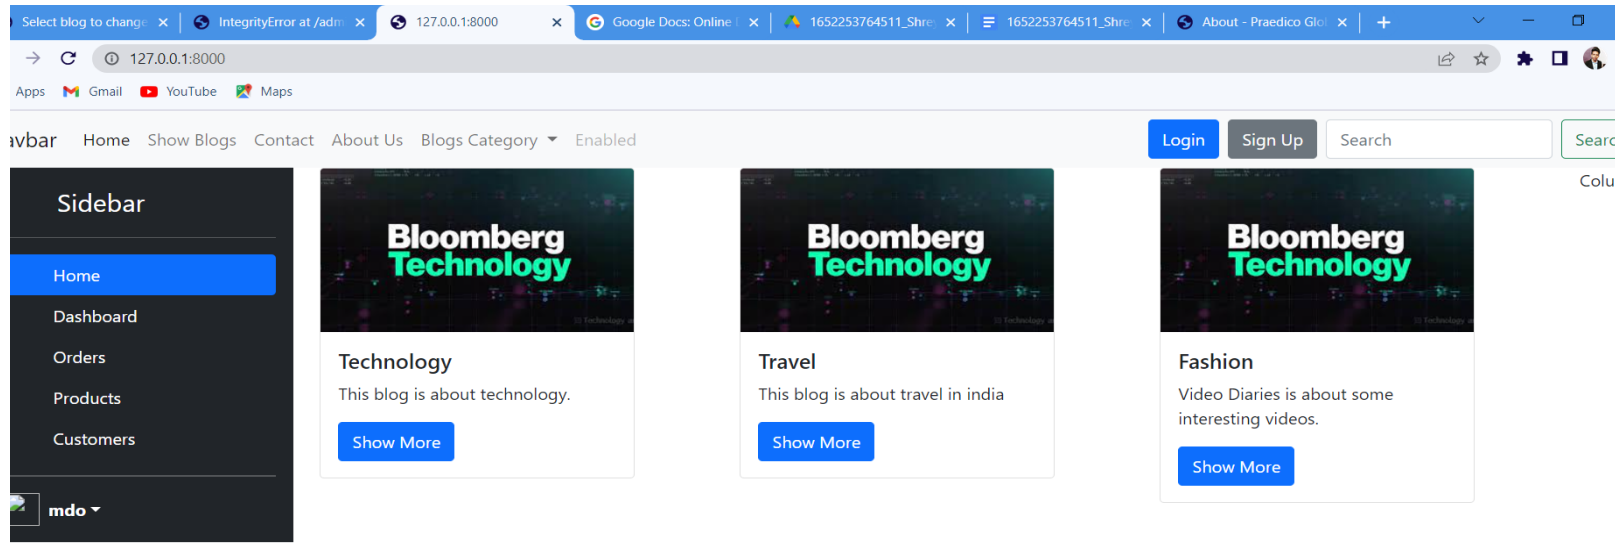 Select blog to change
IntegrityError at /adm
127.0.0.1:8000
Google Docs: Online
1652253764511_Shre
1652253764511_Shre
About - Praedico Glo
127.0.0.1:8000
Apps Gmail YouTube Maps
avbar Home Show Blogs Contact About Us Blogs Category Enabled Login Sign Up Search Searc
Sidebar
Home
Dashboard
Orders
Products
Customers
mdo
Bloomberg
Technology
Technology
This blog is about technology.
Show More
Bloomberg
Technology
Travel
This blog is about travel in india
Show More
Bloomberg
Technology
Fashion
Video Diaries is about some
interesting videos.
Show More
Colu